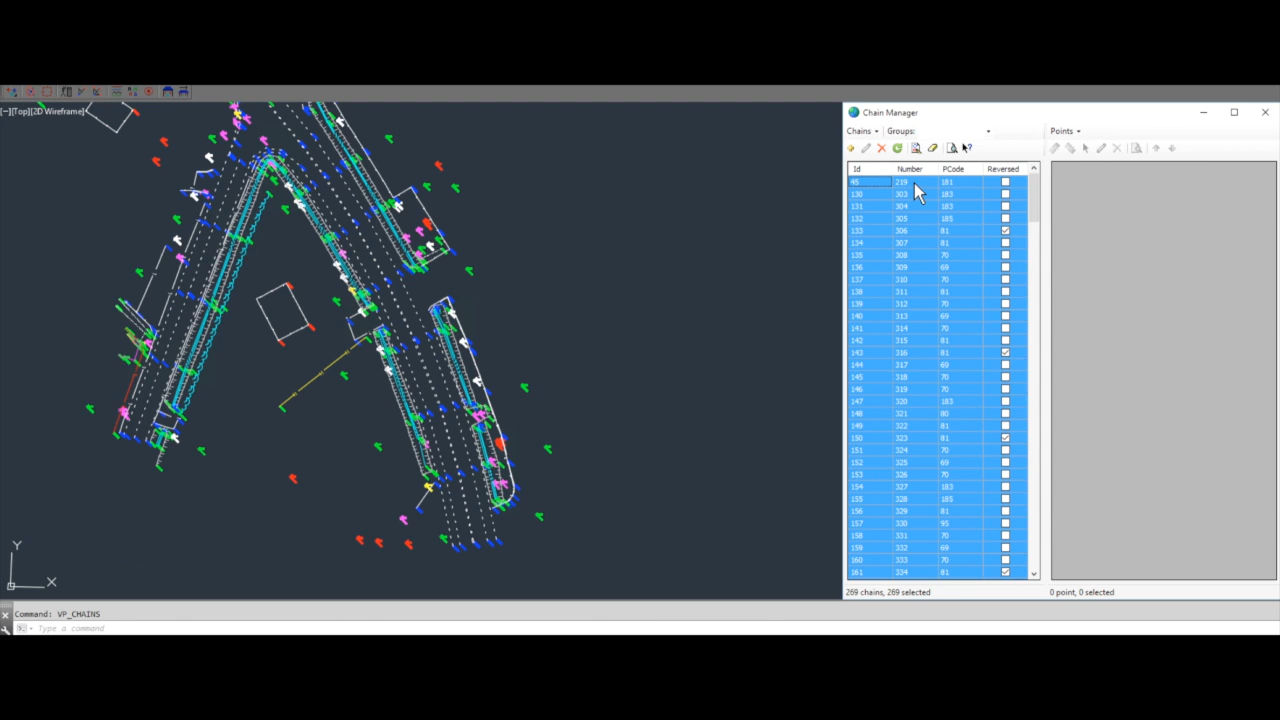 [−][Top][2D Wireframe]
Chain Manager
Chains Groups: Points
Id Number PCode Reversed
45 219 181
130 303 183
131 304 183
132 305 185
133 306 81
134 307 81
135 308 70
136 309 69
137 310 70
138 311 81
139 312 70
140 313 69
141 314 70
142 315 81
143 316 81
144 317 69
145 318 70
146 319 70
147 320 183
148 321 80
149 322 81
150 323 81
151 324 70
152 325 69
153 326 70
154 327 183
155 328 185
156 329 81
157 330 95
158 331 70
159 332 69
160 333 70
161 334 81
269 chains, 269 selected 0 point, 0 selected
Y
X
Command: VP_CHAINS
Type a command